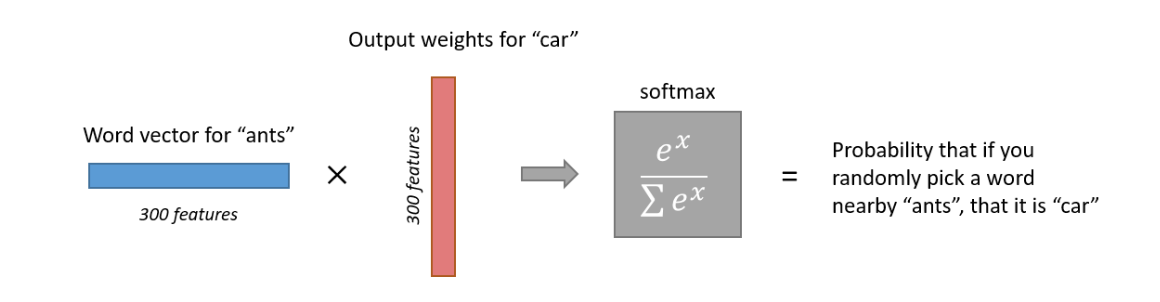 Output weights for “car”
softmax
Word vector for “ants”
300 features
×
300 features
e^x
∑ e^x
=
Probability that if you
randomly pick a word
nearby “ants”, that it is “car”